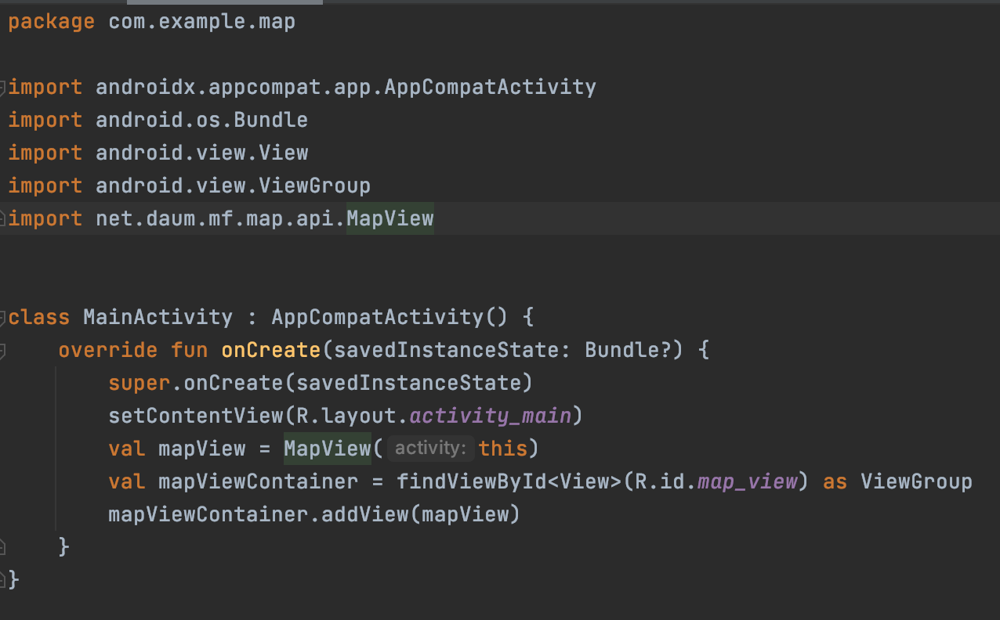 package com.example.map
import androidx.appcompat.app.AppCompatActivity
import android.os.Bundle
import android.view.View
import android.view.ViewGroup
import net.daum.mf.map.api.MapView
class MainActivity : AppCompatActivity() {
    override fun onCreate(savedInstanceState: Bundle?) {
        super.onCreate(savedInstanceState)
        setContentView(R.layout.activity_main)
        val mapView = MapView( activity: this)
        val mapViewContainer = findViewById<View>(R.id.map_view) as ViewGroup
        mapViewContainer.addView(mapView)
    }
}